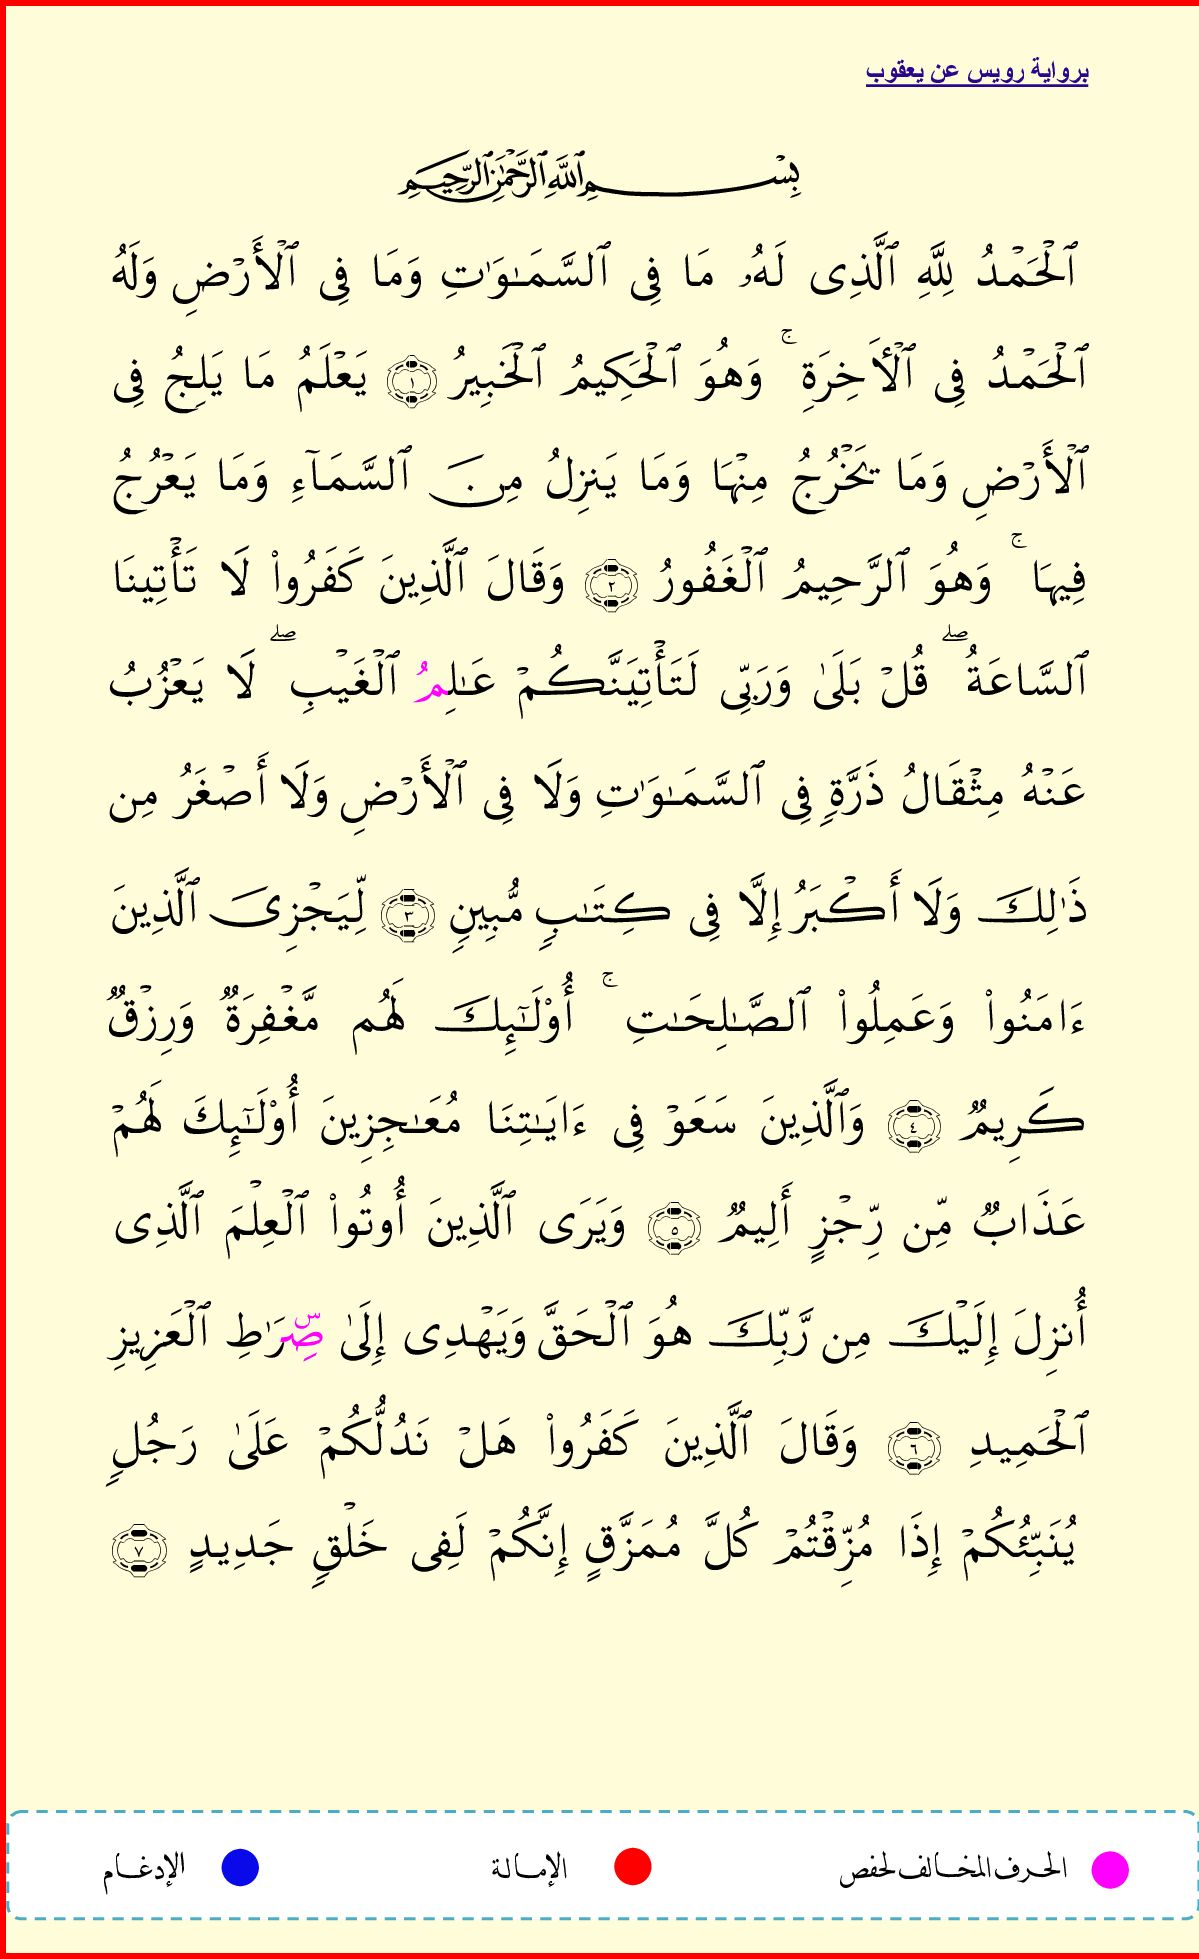 برواية رويس عن يعقوب
بِسْمِ ٱللَّهِ ٱلرَّحْمَٰنِ ٱلرَّحِيمِ
ٱلْحَمْدُ لِلَّهِ ٱلَّذِى لَهُۥ مَا فِى ٱلسَّمَٰوَٰتِ وَمَا فِى ٱلْأَرْضِ وَلَهُ
ٱلْحَمْدُ فِى ٱلْأَخِرَةِ ۚ وَهُوَ ٱلْحَكِيمُ ٱلْخَبِيرُ ١ يَعْلَمُ مَا يَلِجُ فِى
ٱلْأَرْضِ وَمَا يَخْرُجُ مِنْهَا وَمَا يَنزِلُ مِنَ ٱلسَّمَآءِ وَمَا يَعْرُجُ
فِيهَا ۚ وَهُوَ ٱلرَّحِيمُ ٱلْغَفُورُ ٢ وَقَالَ ٱلَّذِينَ كَفَرُوا۟ لَا تَأْتِينَا
ٱلسَّاعَةُ ۖ قُلْ بَلَىٰ وَرَبِّى لَتَأْتِيَنَّكُمْ عَٰلِمُ ٱلْغَيْبِ ۖ لَا يَعْزُبُ
عَنْهُ مِثْقَالُ ذَرَّةٍ فِى ٱلسَّمَٰوَٰتِ وَلَا فِى ٱلْأَرْضِ وَلَا أَصْغَرُ مِن
ذَٰلِكَ وَلَا أَكْبَرُ إِلَّا فِى كِتَٰبٍ مُّبِينٍ ٣ لِّيَجْزِىَ ٱلَّذِينَ
ءَامَنُوا۟ وَعَمِلُوا۟ ٱلصَّٰلِحَٰتِ ۚ أُو۟لَٰٓئِكَ لَهُم مَّغْفِرَةٌ وَرِزْقٌ
كَرِيمٌ ٤ وَٱلَّذِينَ سَعَوْ فِى ءَايَٰتِنَا مُعَٰجِزِينَ أُو۟لَٰٓئِكَ لَهُمْ
عَذَابٌ مِّن رِّجْزٍ أَلِيمٌ ٥ وَيَرَى ٱلَّذِينَ أُوتُوا۟ ٱلْعِلْمَ ٱلَّذِى
أُنزِلَ إِلَيْكَ مِن رَّبِّكَ هُوَ ٱلْحَقَّ وَيَهْدِى إِلَىٰ صِّرَٰطِ ٱلْعَزِيزِ
ٱلْحَمِيدِ ٦ وَقَالَ ٱلَّذِينَ كَفَرُوا۟ هَلْ نَدُلُّكُمْ عَلَىٰ رَجُلٍ
يُنَبِّئُكُمْ إِذَا مُزِّقْتُمْ كُلَّ مُمَزَّقٍ إِنَّكُمْ لَفِى خَلْقٍ جَدِيدٍ ٧
الحرف المخالف لحفص الإمالة الإدغام